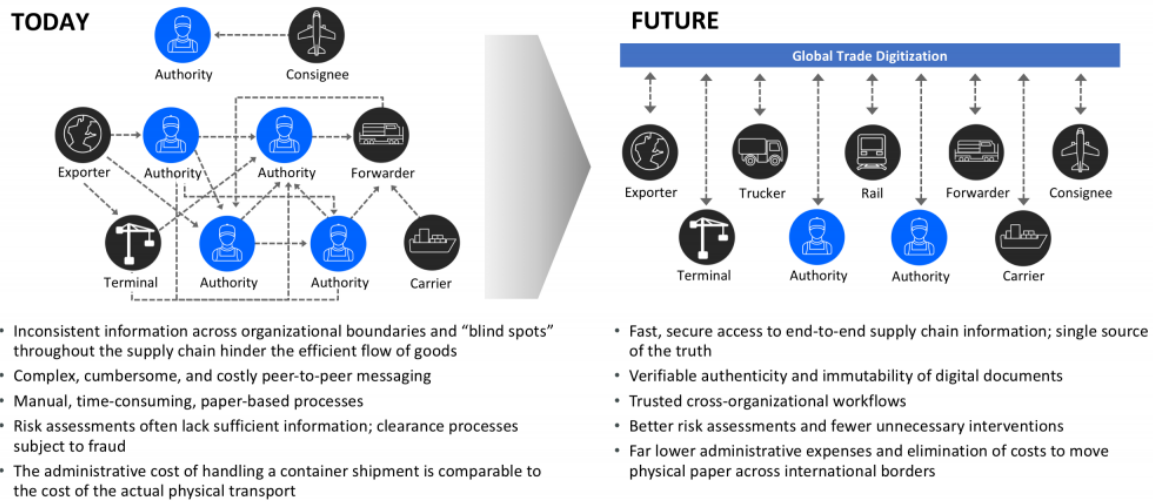 TODAY
Authority
Consignee
Exporter
Authority
Authority
Forwarder
Terminal
Authority
Authority
Carrier
• Inconsistent information across organizational boundaries and “blind spots”
throughout the supply chain hinder the efficient flow of goods
• Complex, cumbersome, and costly peer-to-peer messaging
• Manual, time-consuming, paper-based processes
• Risk assessments often lack sufficient information; clearance processes
subject to fraud
• The administrative cost of handling a container shipment is comparable to
the cost of the actual physical transport
FUTURE
Global Trade Digitization
Exporter
Trucker
Rail
Forwarder
Consignee
Terminal
Authority
Authority
Carrier
• Fast, secure access to end-to-end supply chain information; single source
of the truth
• Verifiable authenticity and immutability of digital documents
• Trusted cross-organizational workflows
• Better risk assessments and fewer unnecessary interventions
• Far lower administrative expenses and elimination of costs to move
physical paper across international borders